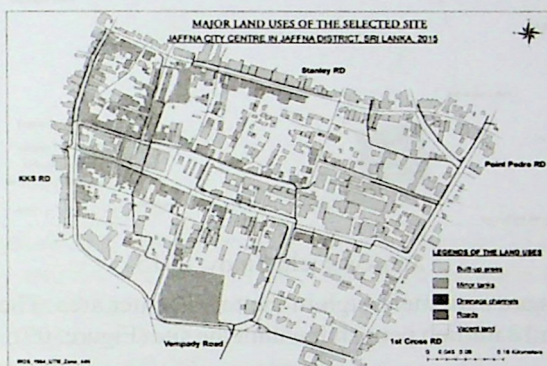 MAJOR LAND USES OF THE SELECTED SITE
JAFFNA CITY CENTRE IN JAFFNA DISTRICT, SRI LANKA, 2015
Stanley RD
Point Pedro RD
KKS RD
LEGENDS OF THE LAND USES
Built-up areas
Minor tanks
Drainage channels
Roads
Vacant land
Vempady Road
1st Cross RD
Kilometers